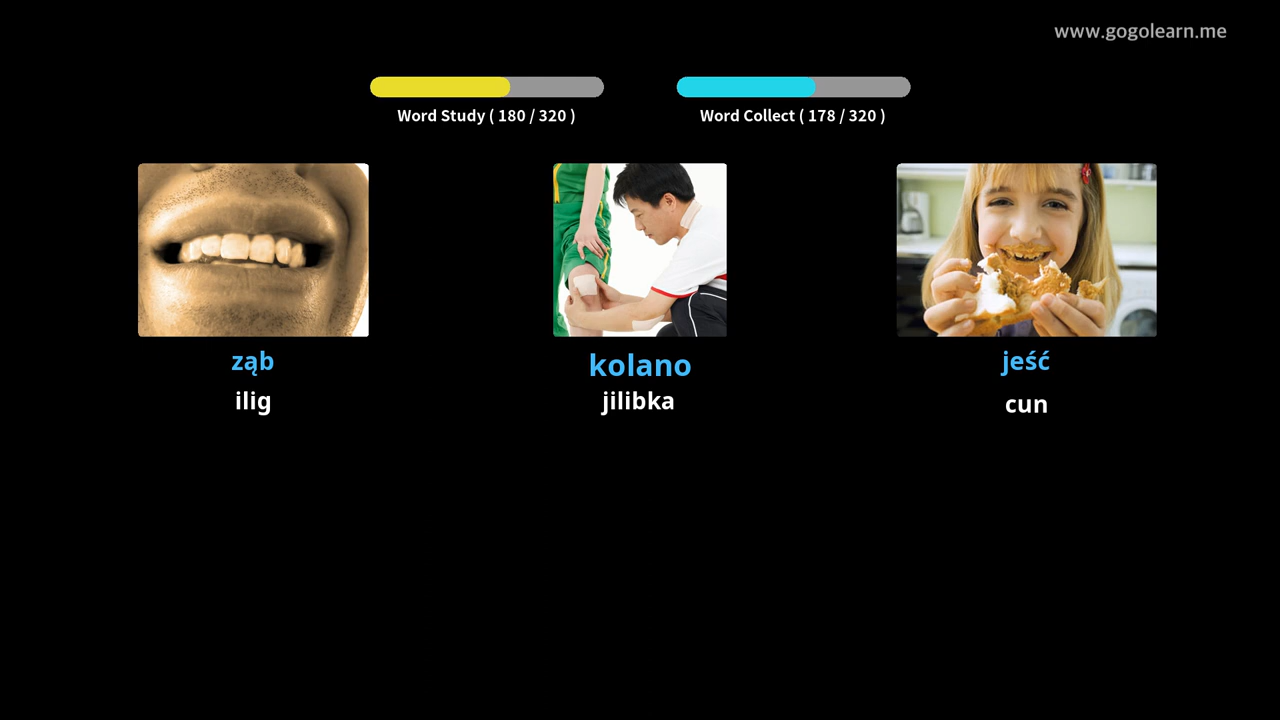 www.gogolearn.me
Word Study ( 180 / 320 )
Word Collect ( 178 / 320 )
ząb
kolano
jeść
ilig
jilibka
cun